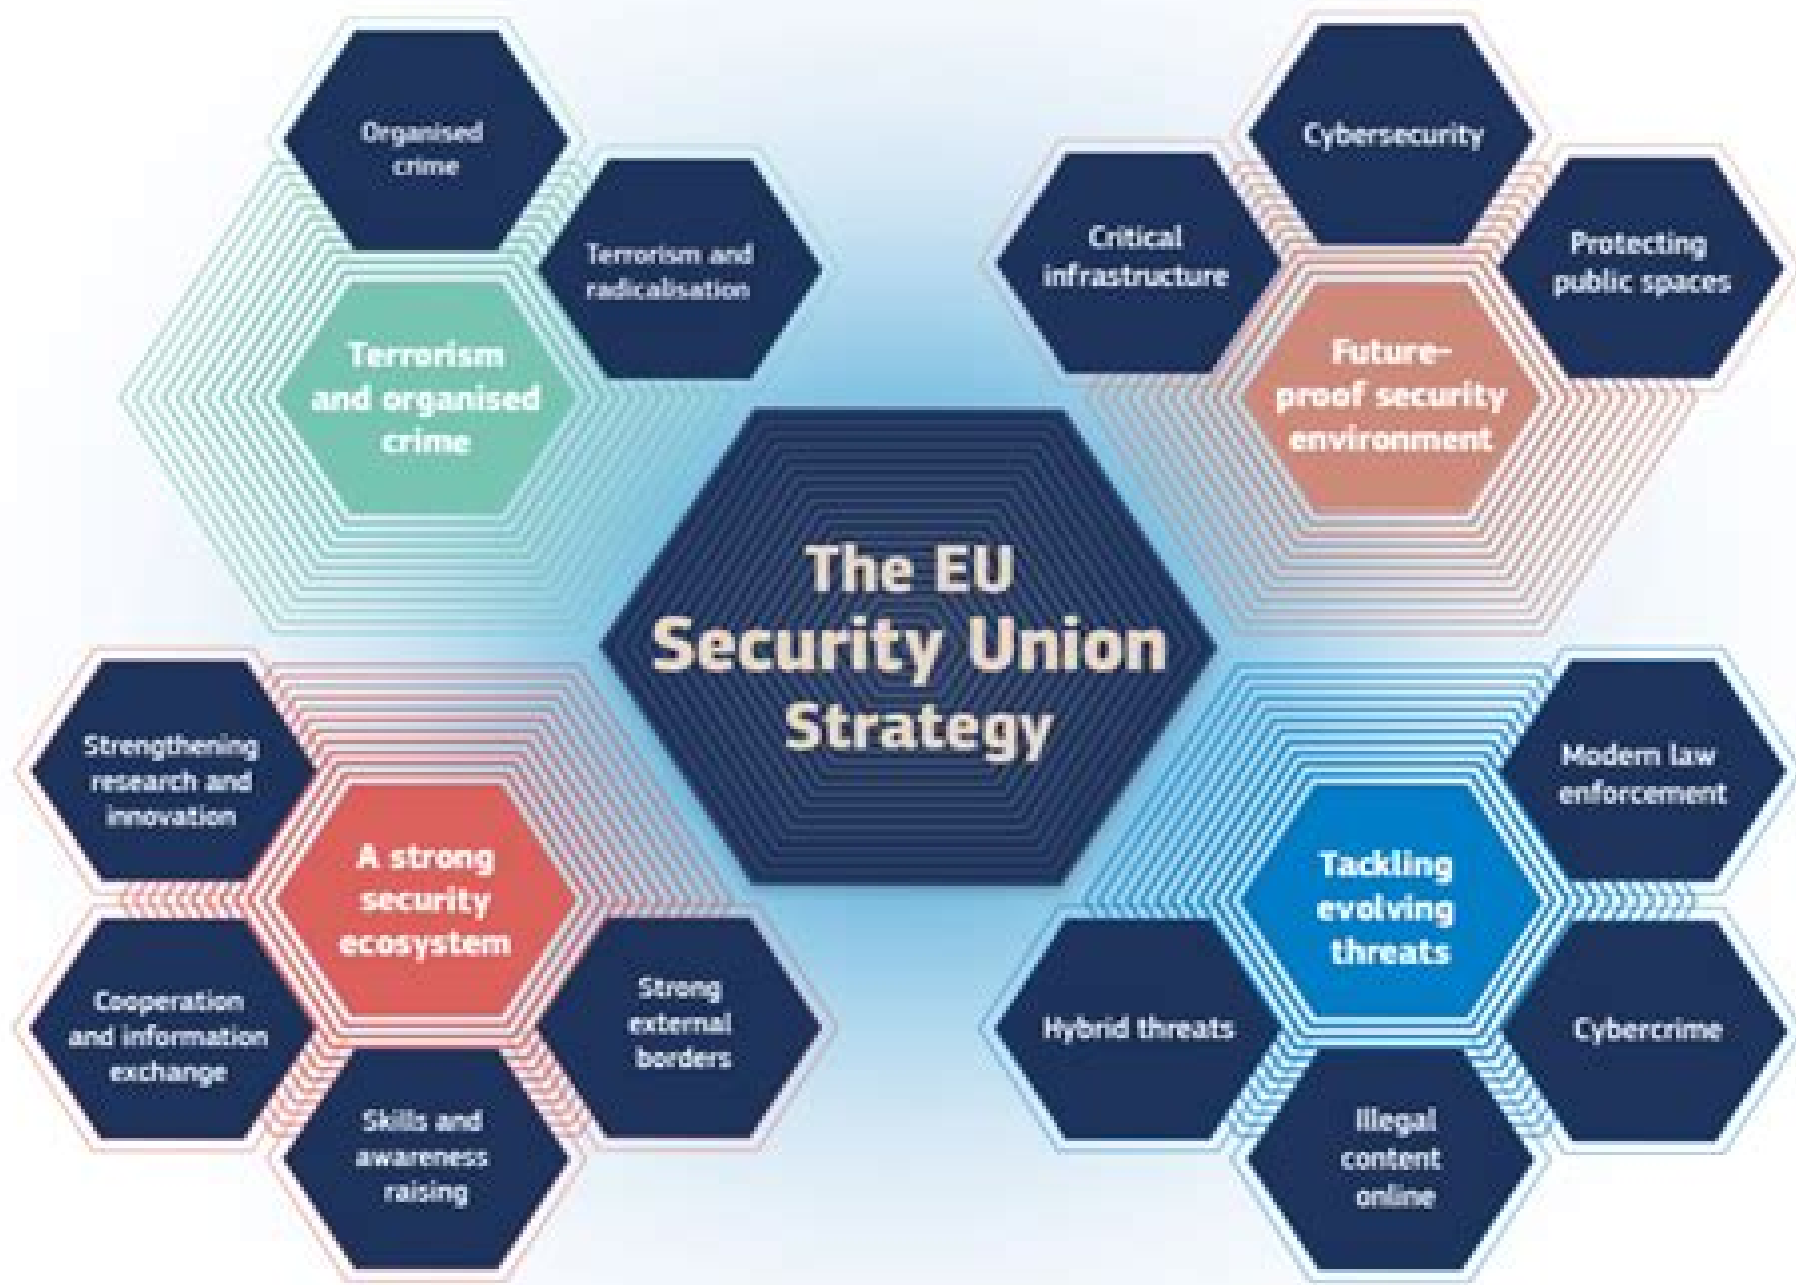 Organised
crime
Terrorism and
radicalisation
Terrorism
and organised
crime
Cybersecurity
Critical
infrastructure
Protecting
public spaces
Future-
proof security
environment
The EU
Security Union
Strategy
Strengthening
research and
innovation
A strong
security
ecosystem
Cooperation
and information
exchange
Strong
external
borders
Skills and
awareness
raising
Modern law
enforcement
Tackling
evolving
threats
Hybrid threats
Cybercrime
Illegal
content
online